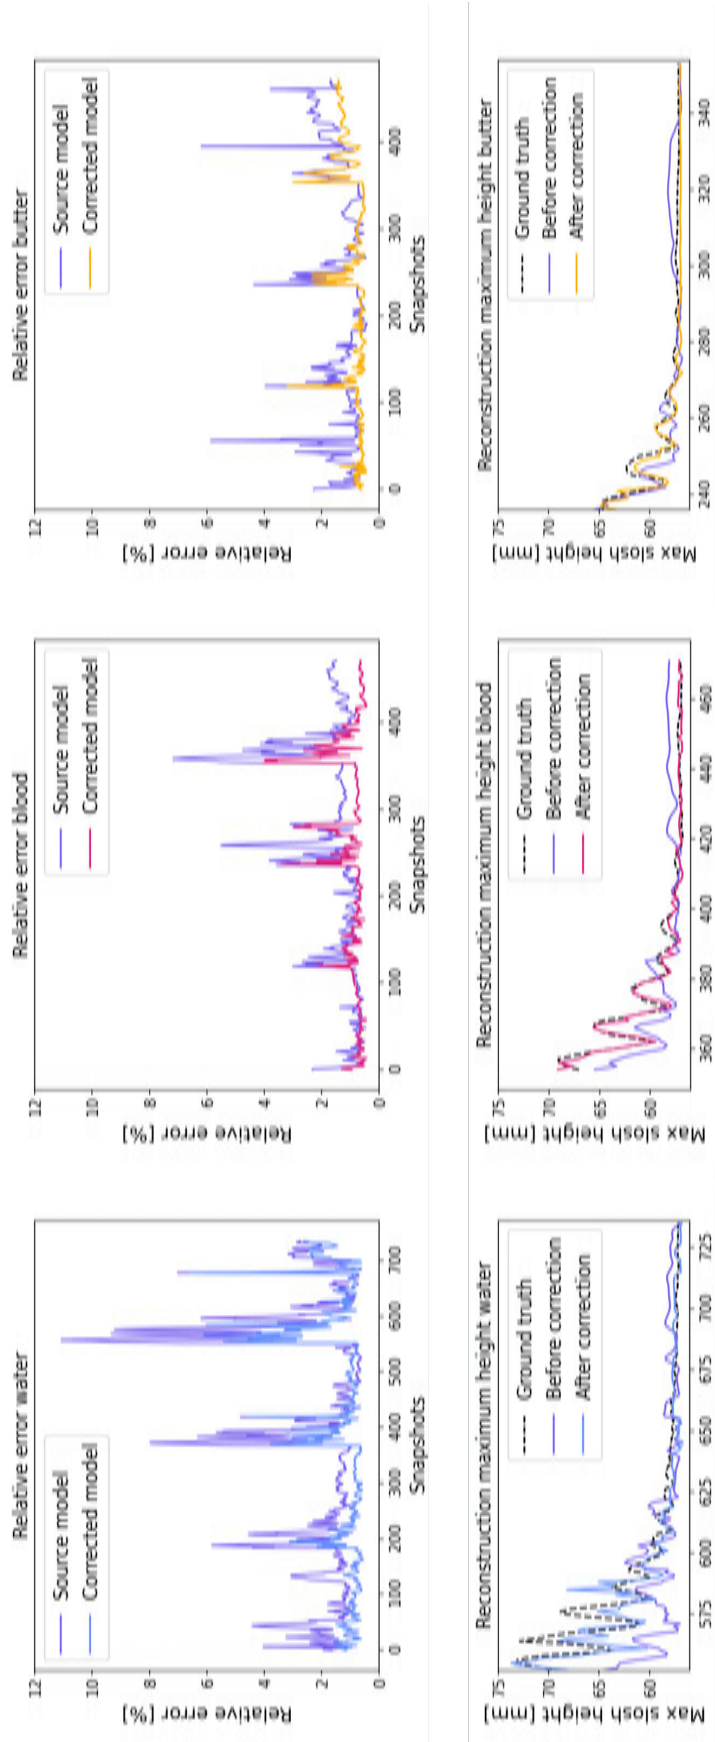 Relative error water
Relative error [%]
12
10
8
6
4
2
0
Source model
Corrected model
0
100
200
300
400
500
600
700
Snapshots
Relative error blood
Relative error [%]
12
10
8
6
4
2
0
Source model
Corrected model
0
100
200
300
400
Snapshots
Relative error butter
Relative error [%]
12
10
8
6
4
2
0
Source model
Corrected model
0
100
200
300
400
Snapshots
Reconstruction maximum height water
Max slosh height [mm]
75
70
65
60
Ground truth
Before correction
After correction
575
600
625
650
675
700
725
Reconstruction maximum height blood
Max slosh height [mm]
75
70
65
60
Ground truth
Before correction
After correction
360
380
400
420
440
460
Reconstruction maximum height butter
Max slosh height [mm]
75
70
65
60
Ground truth
Before correction
After correction
240
260
280
300
320
340